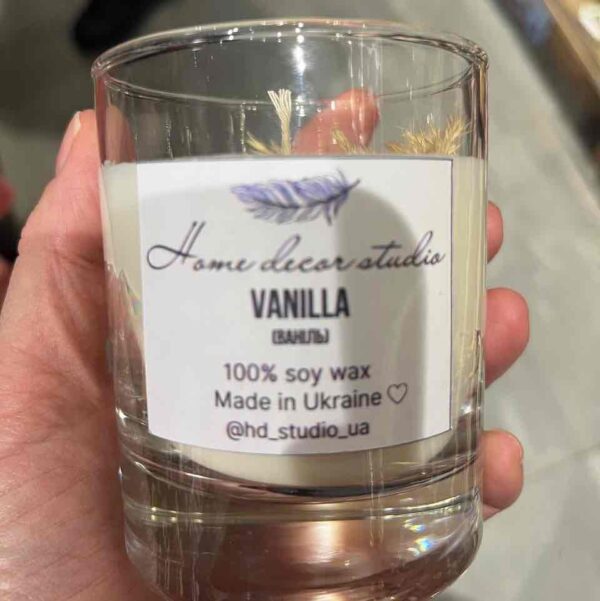 Home decor studio
VANILLA
(ВАНІЛЬ)
100% soy wax
Made in Ukraine ♡
@hd_studio_ua